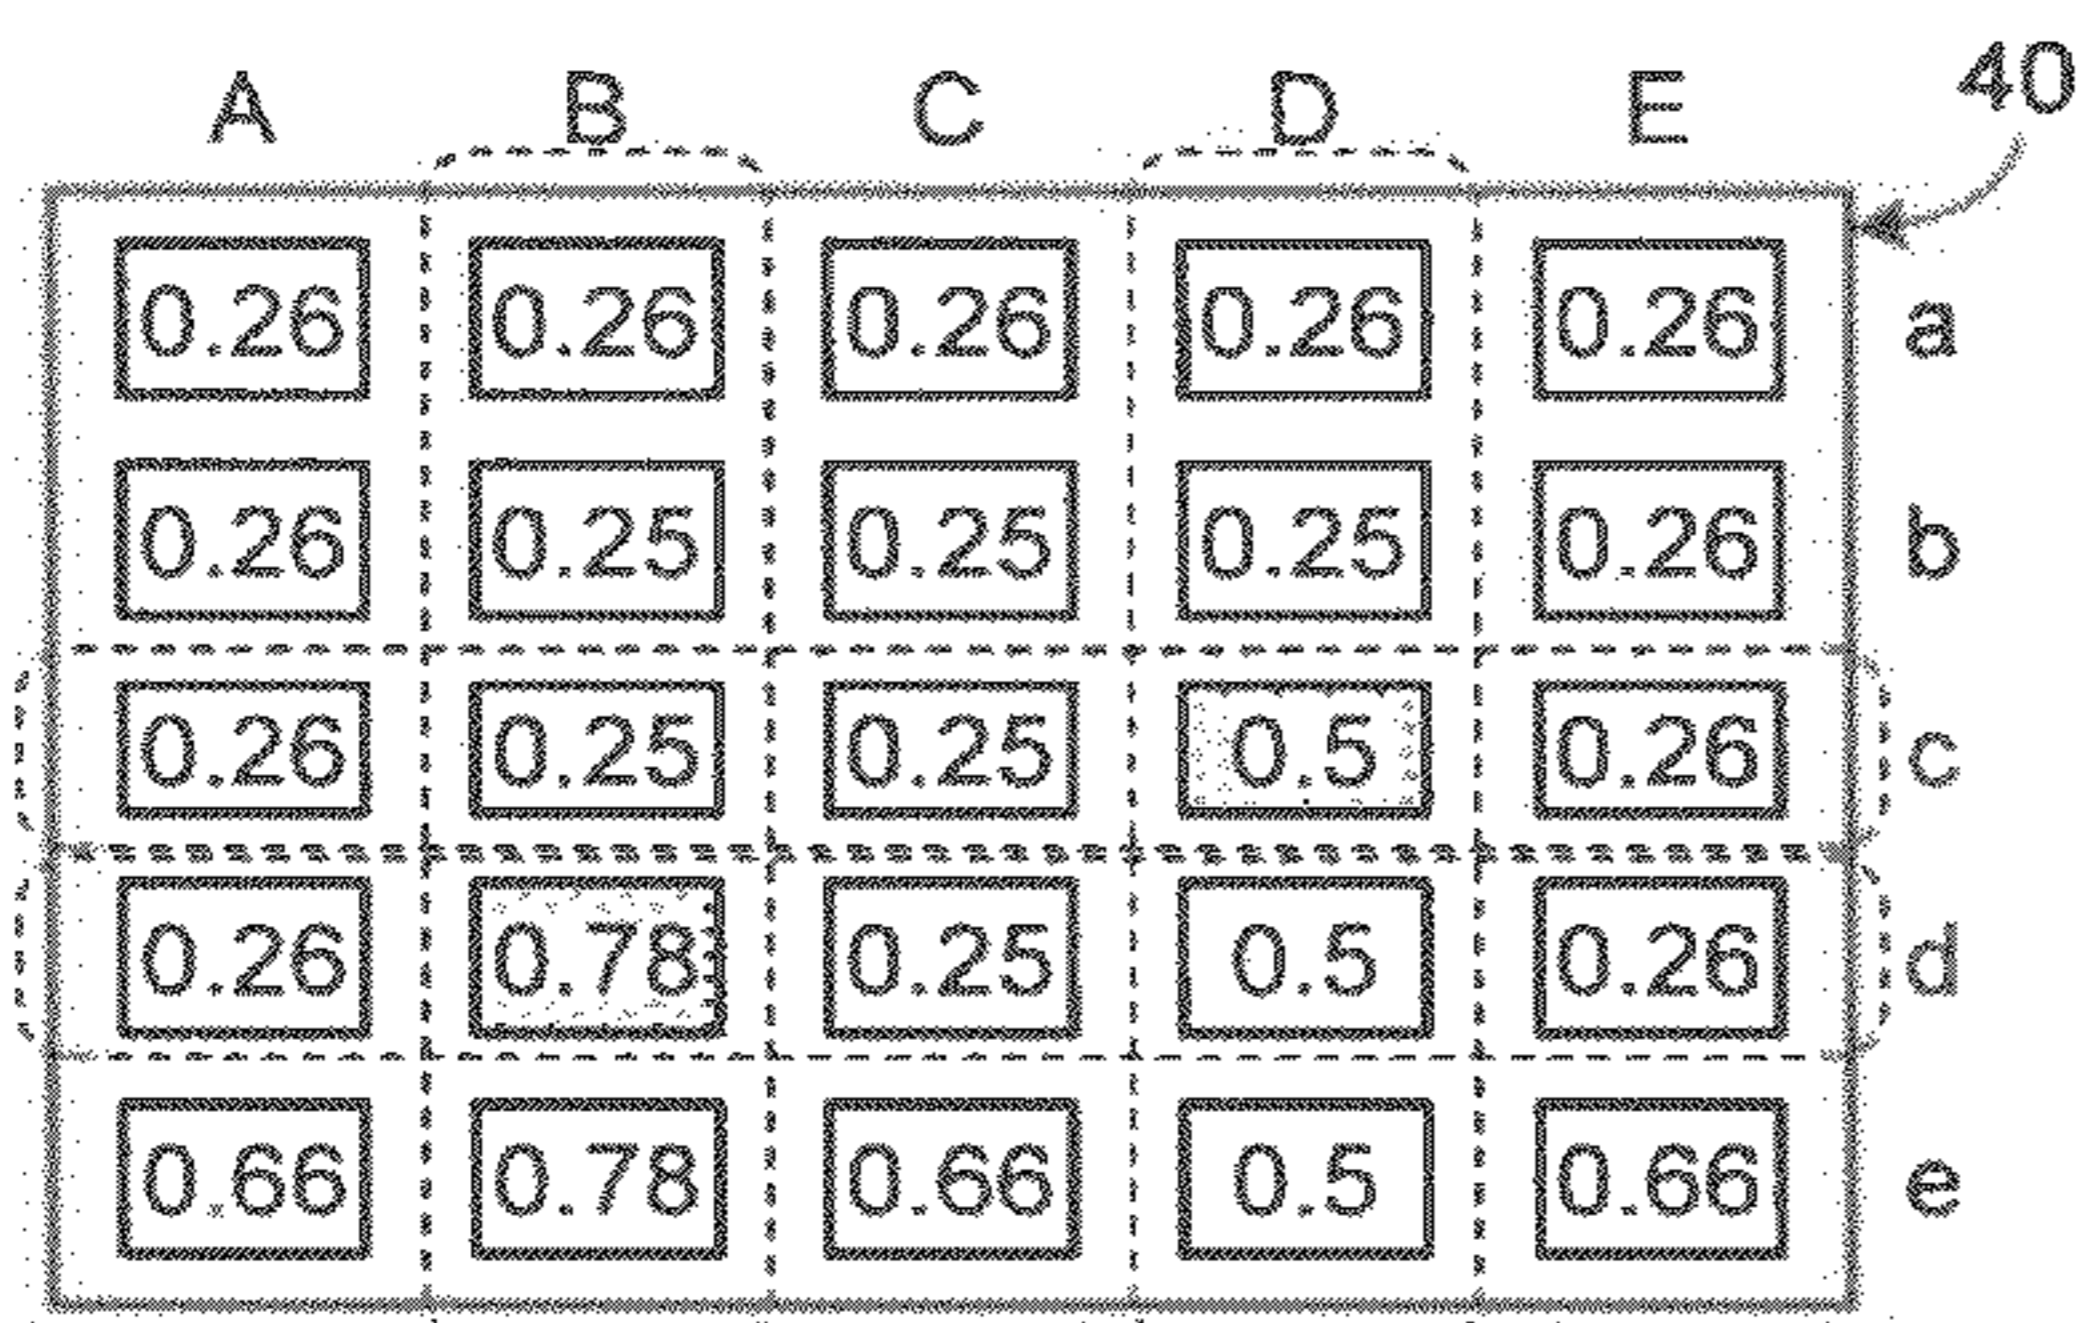 A B C D E 40
0.26 0.26 0.26 0.26 0.26 a
0.26 0.25 0.25 0.25 0.26 b
0.26 0.25 0.25 0.5 0.26 c
0.26 0.78 0.25 0.5 0.26 d
0.66 0.78 0.66 0.5 0.66 e